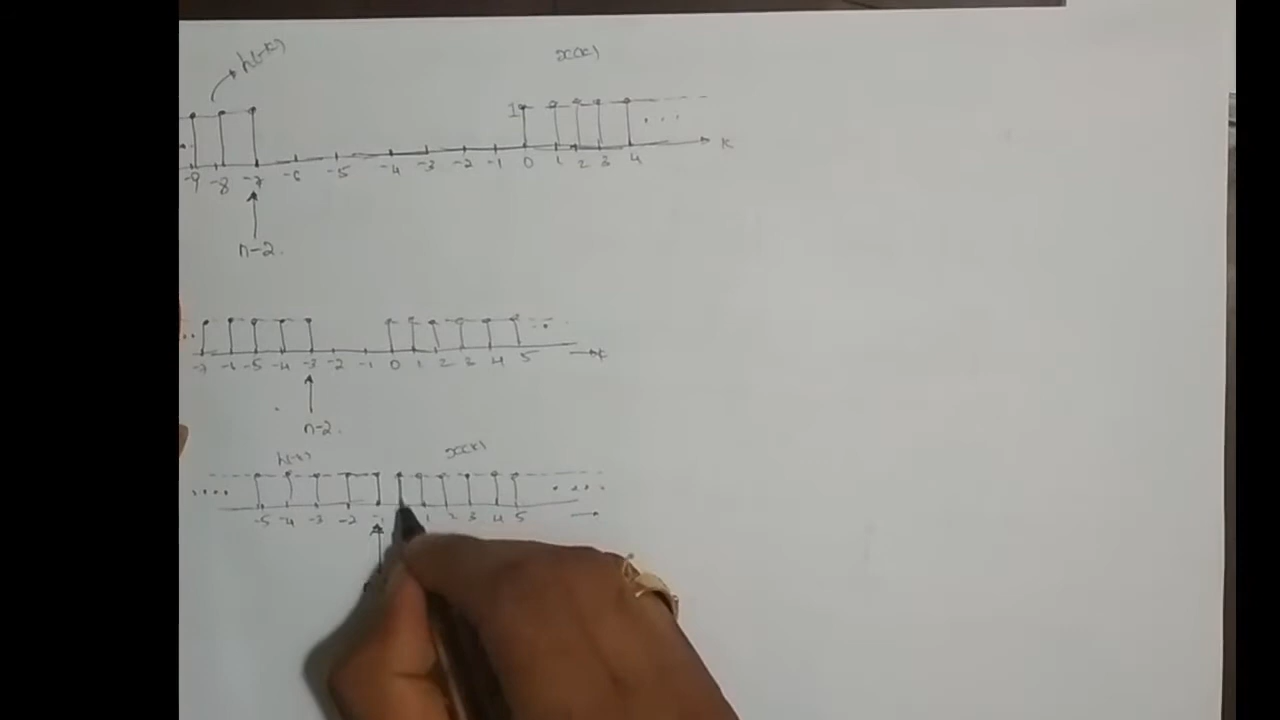 h(-k) x(k)
1 ...
-9 -8 -7 -6 -5 -4 -3 -2 -1 0 1 2 3 4 k
n-2.
-7 -6 -5 -4 -3 -2 -1 0 1 2 3 4 5 k
n-2.
h(-k) x(k)
.... ....
-5 -4 -3 -2 1 2 3 4 5